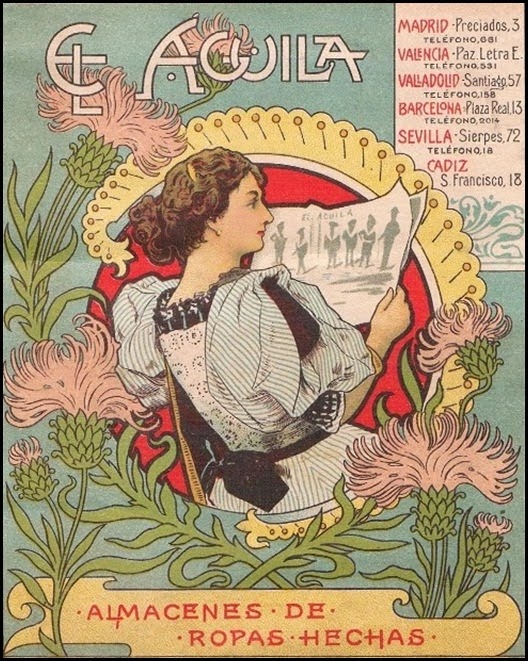 EL AGUILA
MADRID·Preciados,3
TELÉFONO,681
VALENCIA·Paz.Letra E.
TELÉFONO,531
VALLADOLID·Santiago,57
TELÉFONO,158
BARCELONA·Plaza Real,13
TELÉFONO,2014
SEVILLA·Sierpes,72
TELÉFONO,18
CADIZ
S. Francisco, 18
EL AGUILA
·ALMACENES·DE·
·ROPAS·HECHAS·